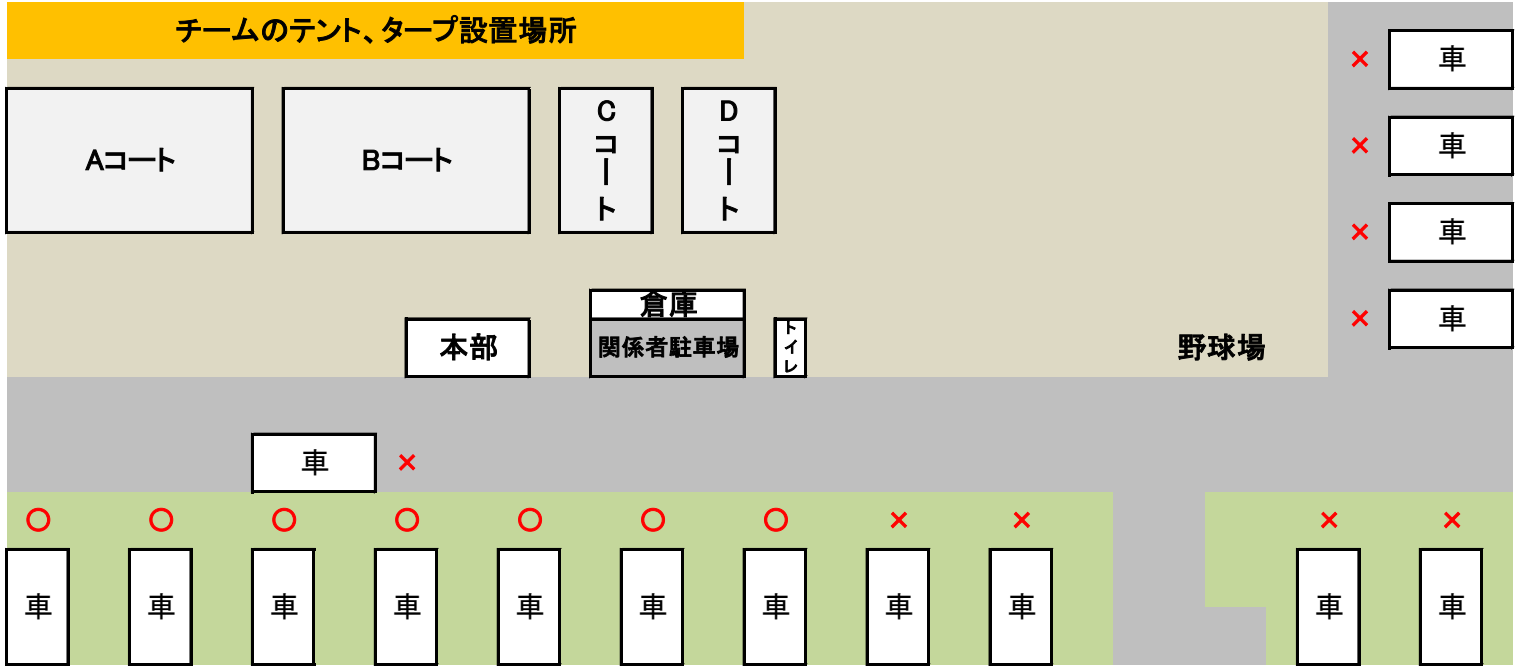 チームのテント、タープ設置場所
× 車
Aコート
Bコート
Cコート
Dコート
× 車
× 車
倉庫
× 車
本部
関係者駐車場
トイレ
野球場
車 ×
○ ○ ○ ○ ○ ○ ○ × × × ×
車 車 車 車 車 車 車 車 車 車 車